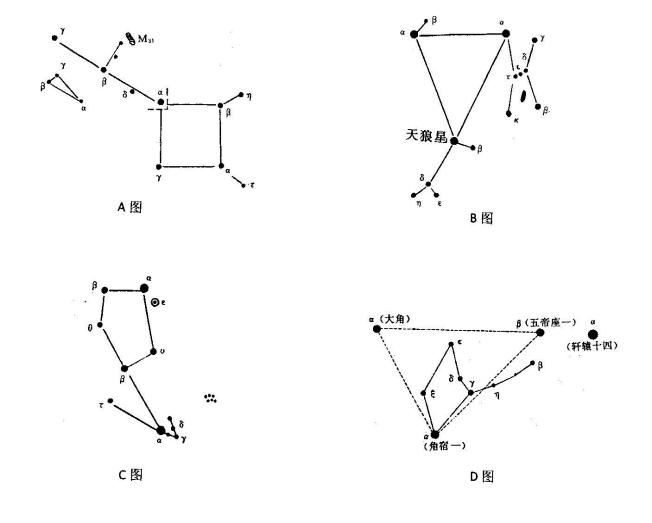 γ
M₃₁
γ
β
β
α
δ
α
β
η
γ
α
τ
A 图
β
α
α
γ
δ
ε
τ
κ
β
天狼星
β
δ
η
ε
B 图
α
β
ε
θ
υ
β
τ
α
δ
γ
C 图
α (大角)
β (五帝座一)
α
(轩辕十四)
ε
β
δ
γ
ξ
η
α
(角宿一)
D 图